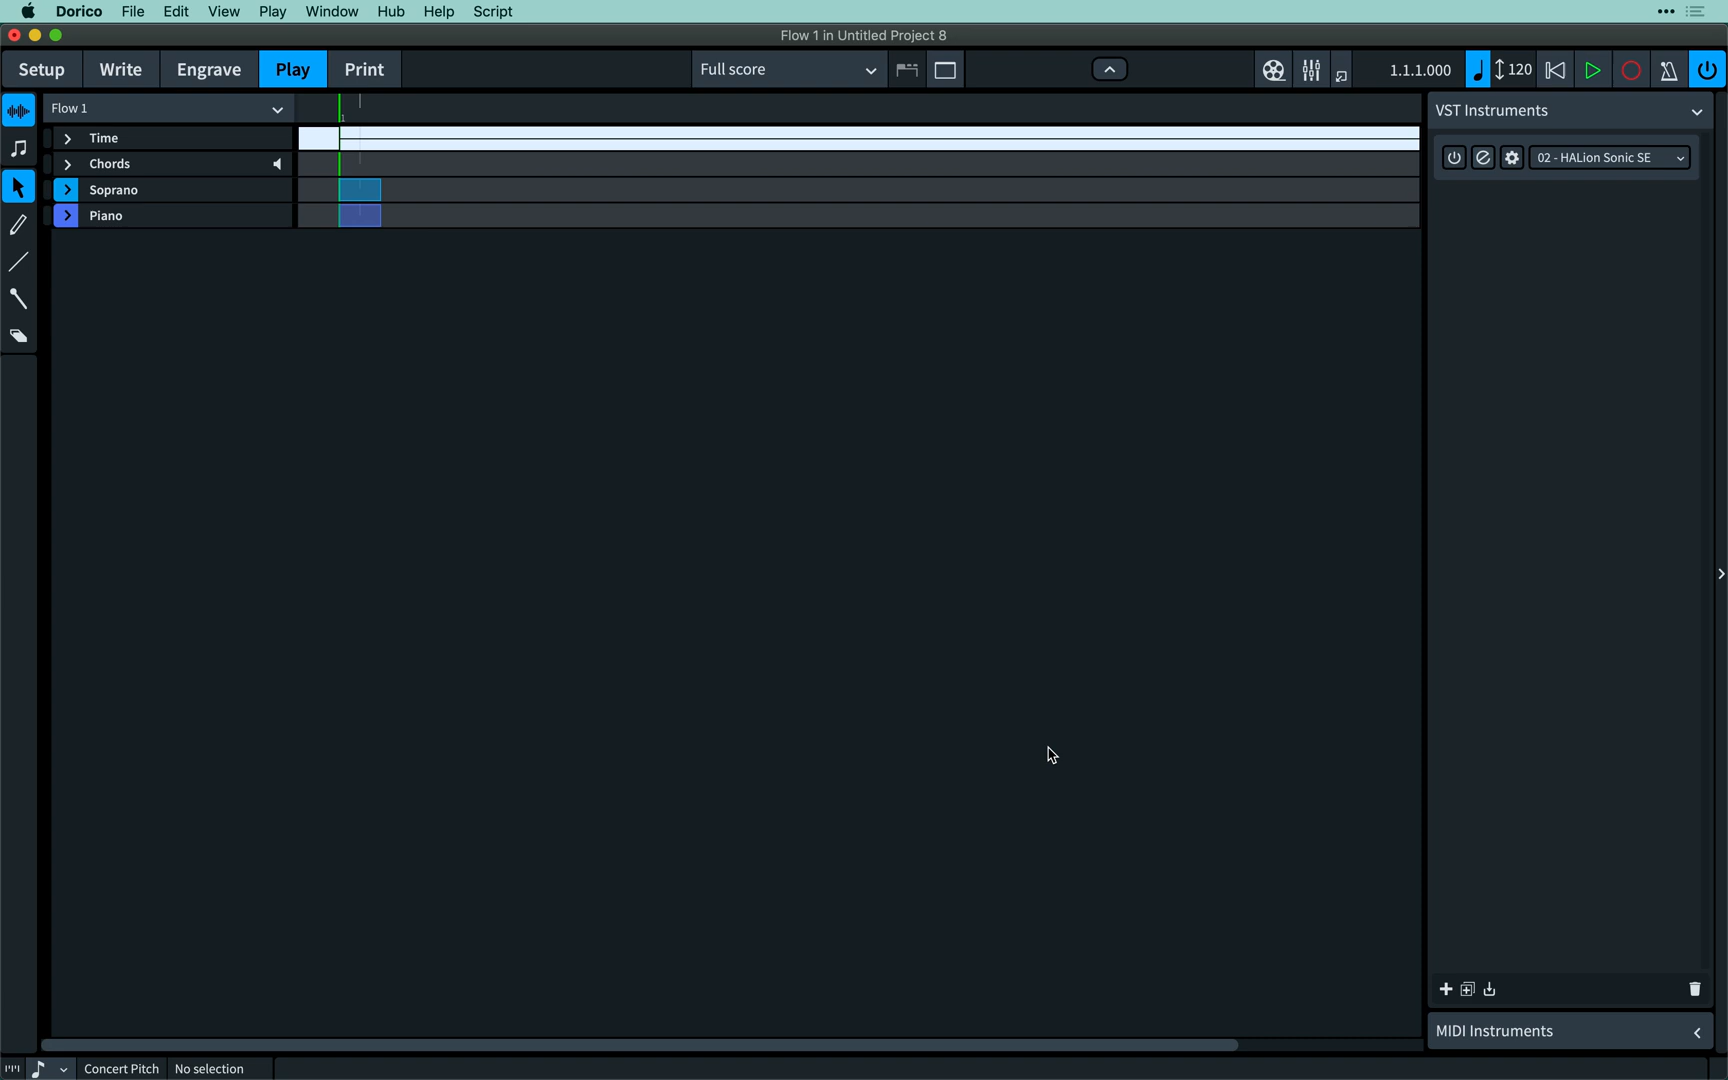 Dorico File Edit View Play Window Hub Help Script
Flow 1 in Untitled Project 8
Setup Write Engrave Play Print Full score 1.1.1.000 120
Flow 1
1
VST Instruments
Time
Chords
02 - HALion Sonic SE
Soprano
Piano
MIDI Instruments
Concert Pitch No selection